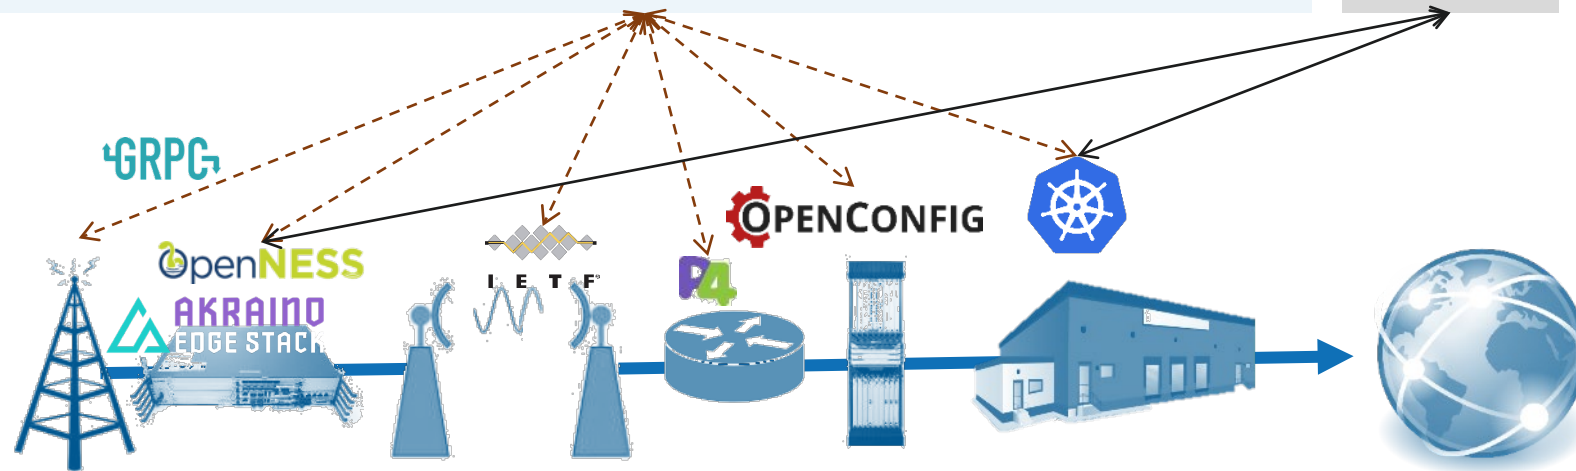 GRPC
OpenNESS
AKRAINO
EDGE STACK
I E T F
P4
OPENCONFIG